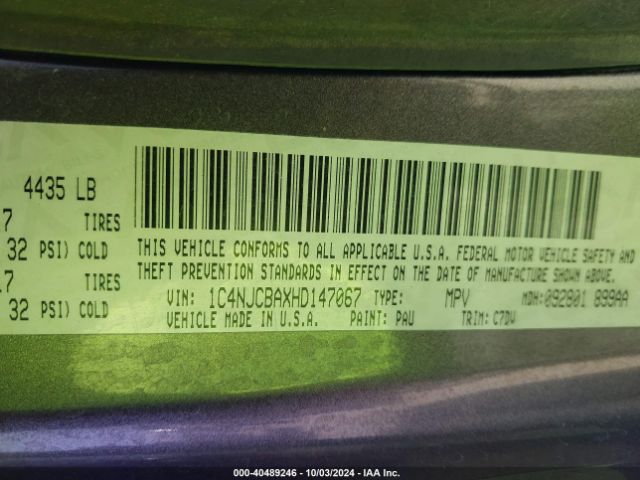 4435 LB
7 TIRES
32 PSI) COLD
17 TIRES
32 PSI) COLD
THIS VEHICLE CONFORMS TO ALL APPLICABLE U.S.A. FEDERAL MOTOR VEHICLE SAFETY AND
THEFT PREVENTION STANDARDS IN EFFECT ON THE DATE OF MANUFACTURE SHOWN ABOVE.
VIN: 1C4NJCBAXHD147067 TYPE: MPV MDH:092801 899AA
VEHICLE MADE IN U.S.A. PAINT: PAU TRIM: C7DW
000-40489246 - 10/03/2024 - IAA Inc.